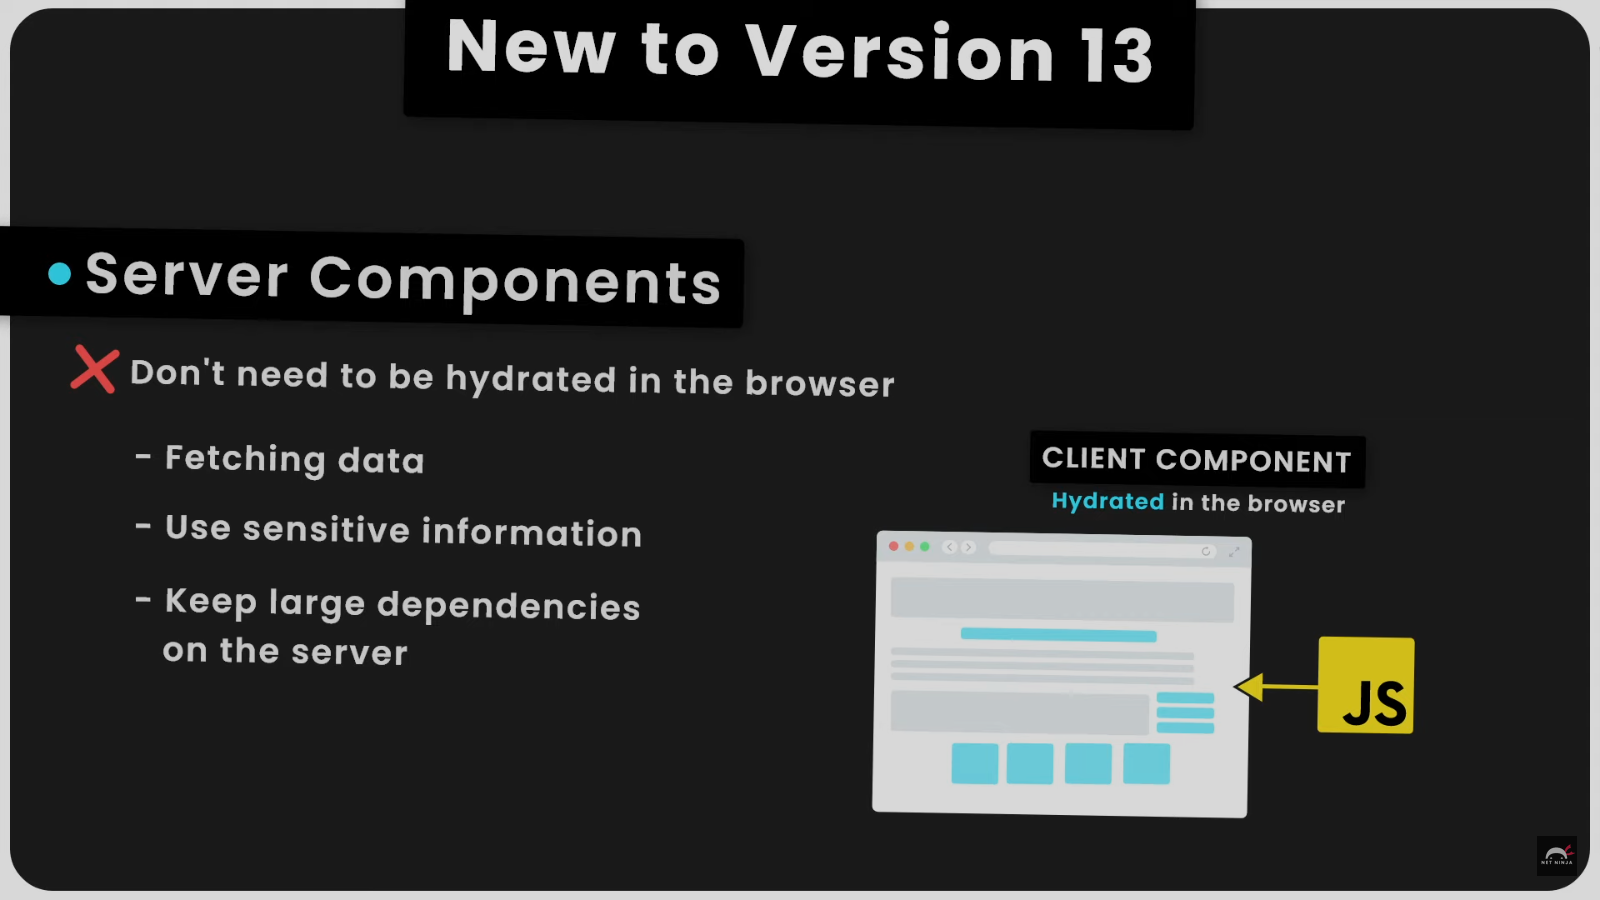 New to Version 13
Server Components
Don't need to be hydrated in the browser
- Fetching data
- Use sensitive information
- Keep large dependencies
on the server
CLIENT COMPONENT
Hydrated in the browser
JS
NET NINJA